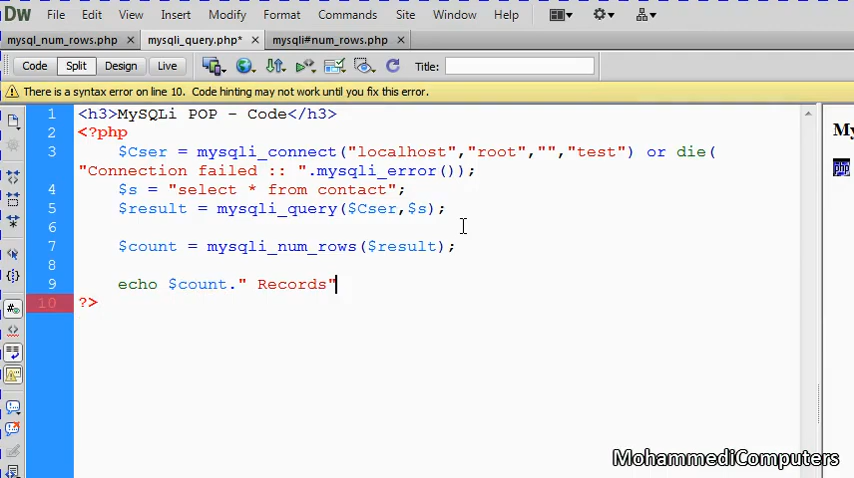 Dw File Edit View Insert Modify Format Commands Site Window Help
mysql_num_rows.php × mysqli_query.php* × mysqli#num_rows.php ×
Code Split Design Live Title:
There is a syntax error on line 10. Code hinting may not work until you fix this error.
1 <h3>MySQLi POP - Code</h3>
2 <?php
3 $Cser = mysqli_connect("localhost","root","","test") or die(
"Connection failed :: ".mysqli_error());
4 $s = "select * from contact";
5 $result = mysqli_query($Cser,$s);
6
7 $count = mysqli_num_rows($result);
8
9 echo $count." Records"
10 ?>
My
php
MohammediComputers